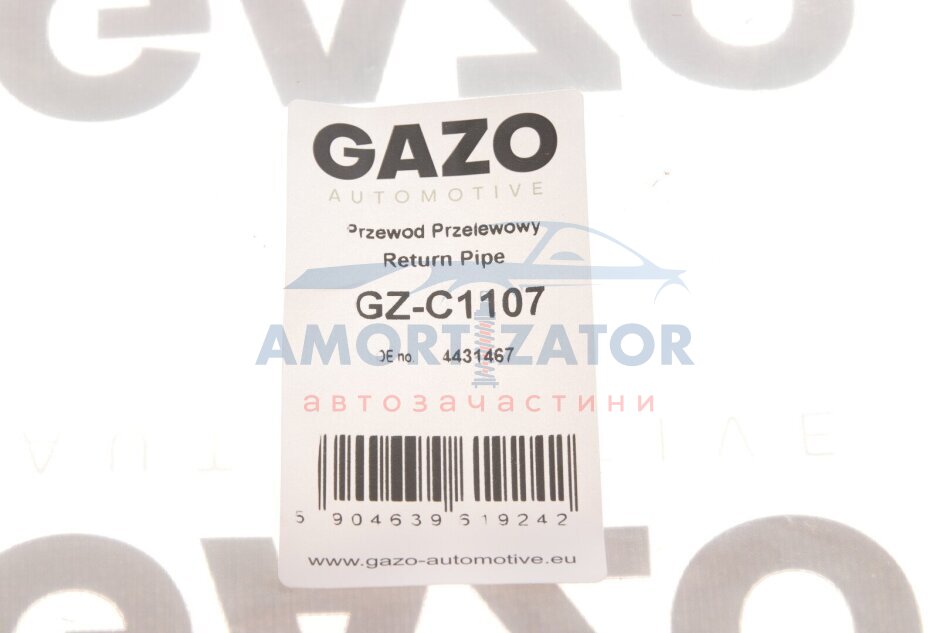 GAZO
AUTOMOTIVE
Przewod Przelewowy
Return Pipe
GZ-C1107
AMORTIZATOR
OE no. 4431467
автозачастини
5 904639 619242
www.gazo-automotive.eu